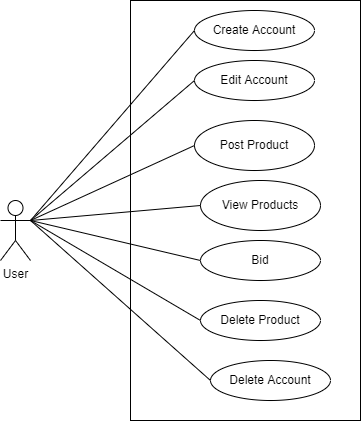 Create Account
Edit Account
Post Product
View Products
Bid
User
Delete Product
Delete Account